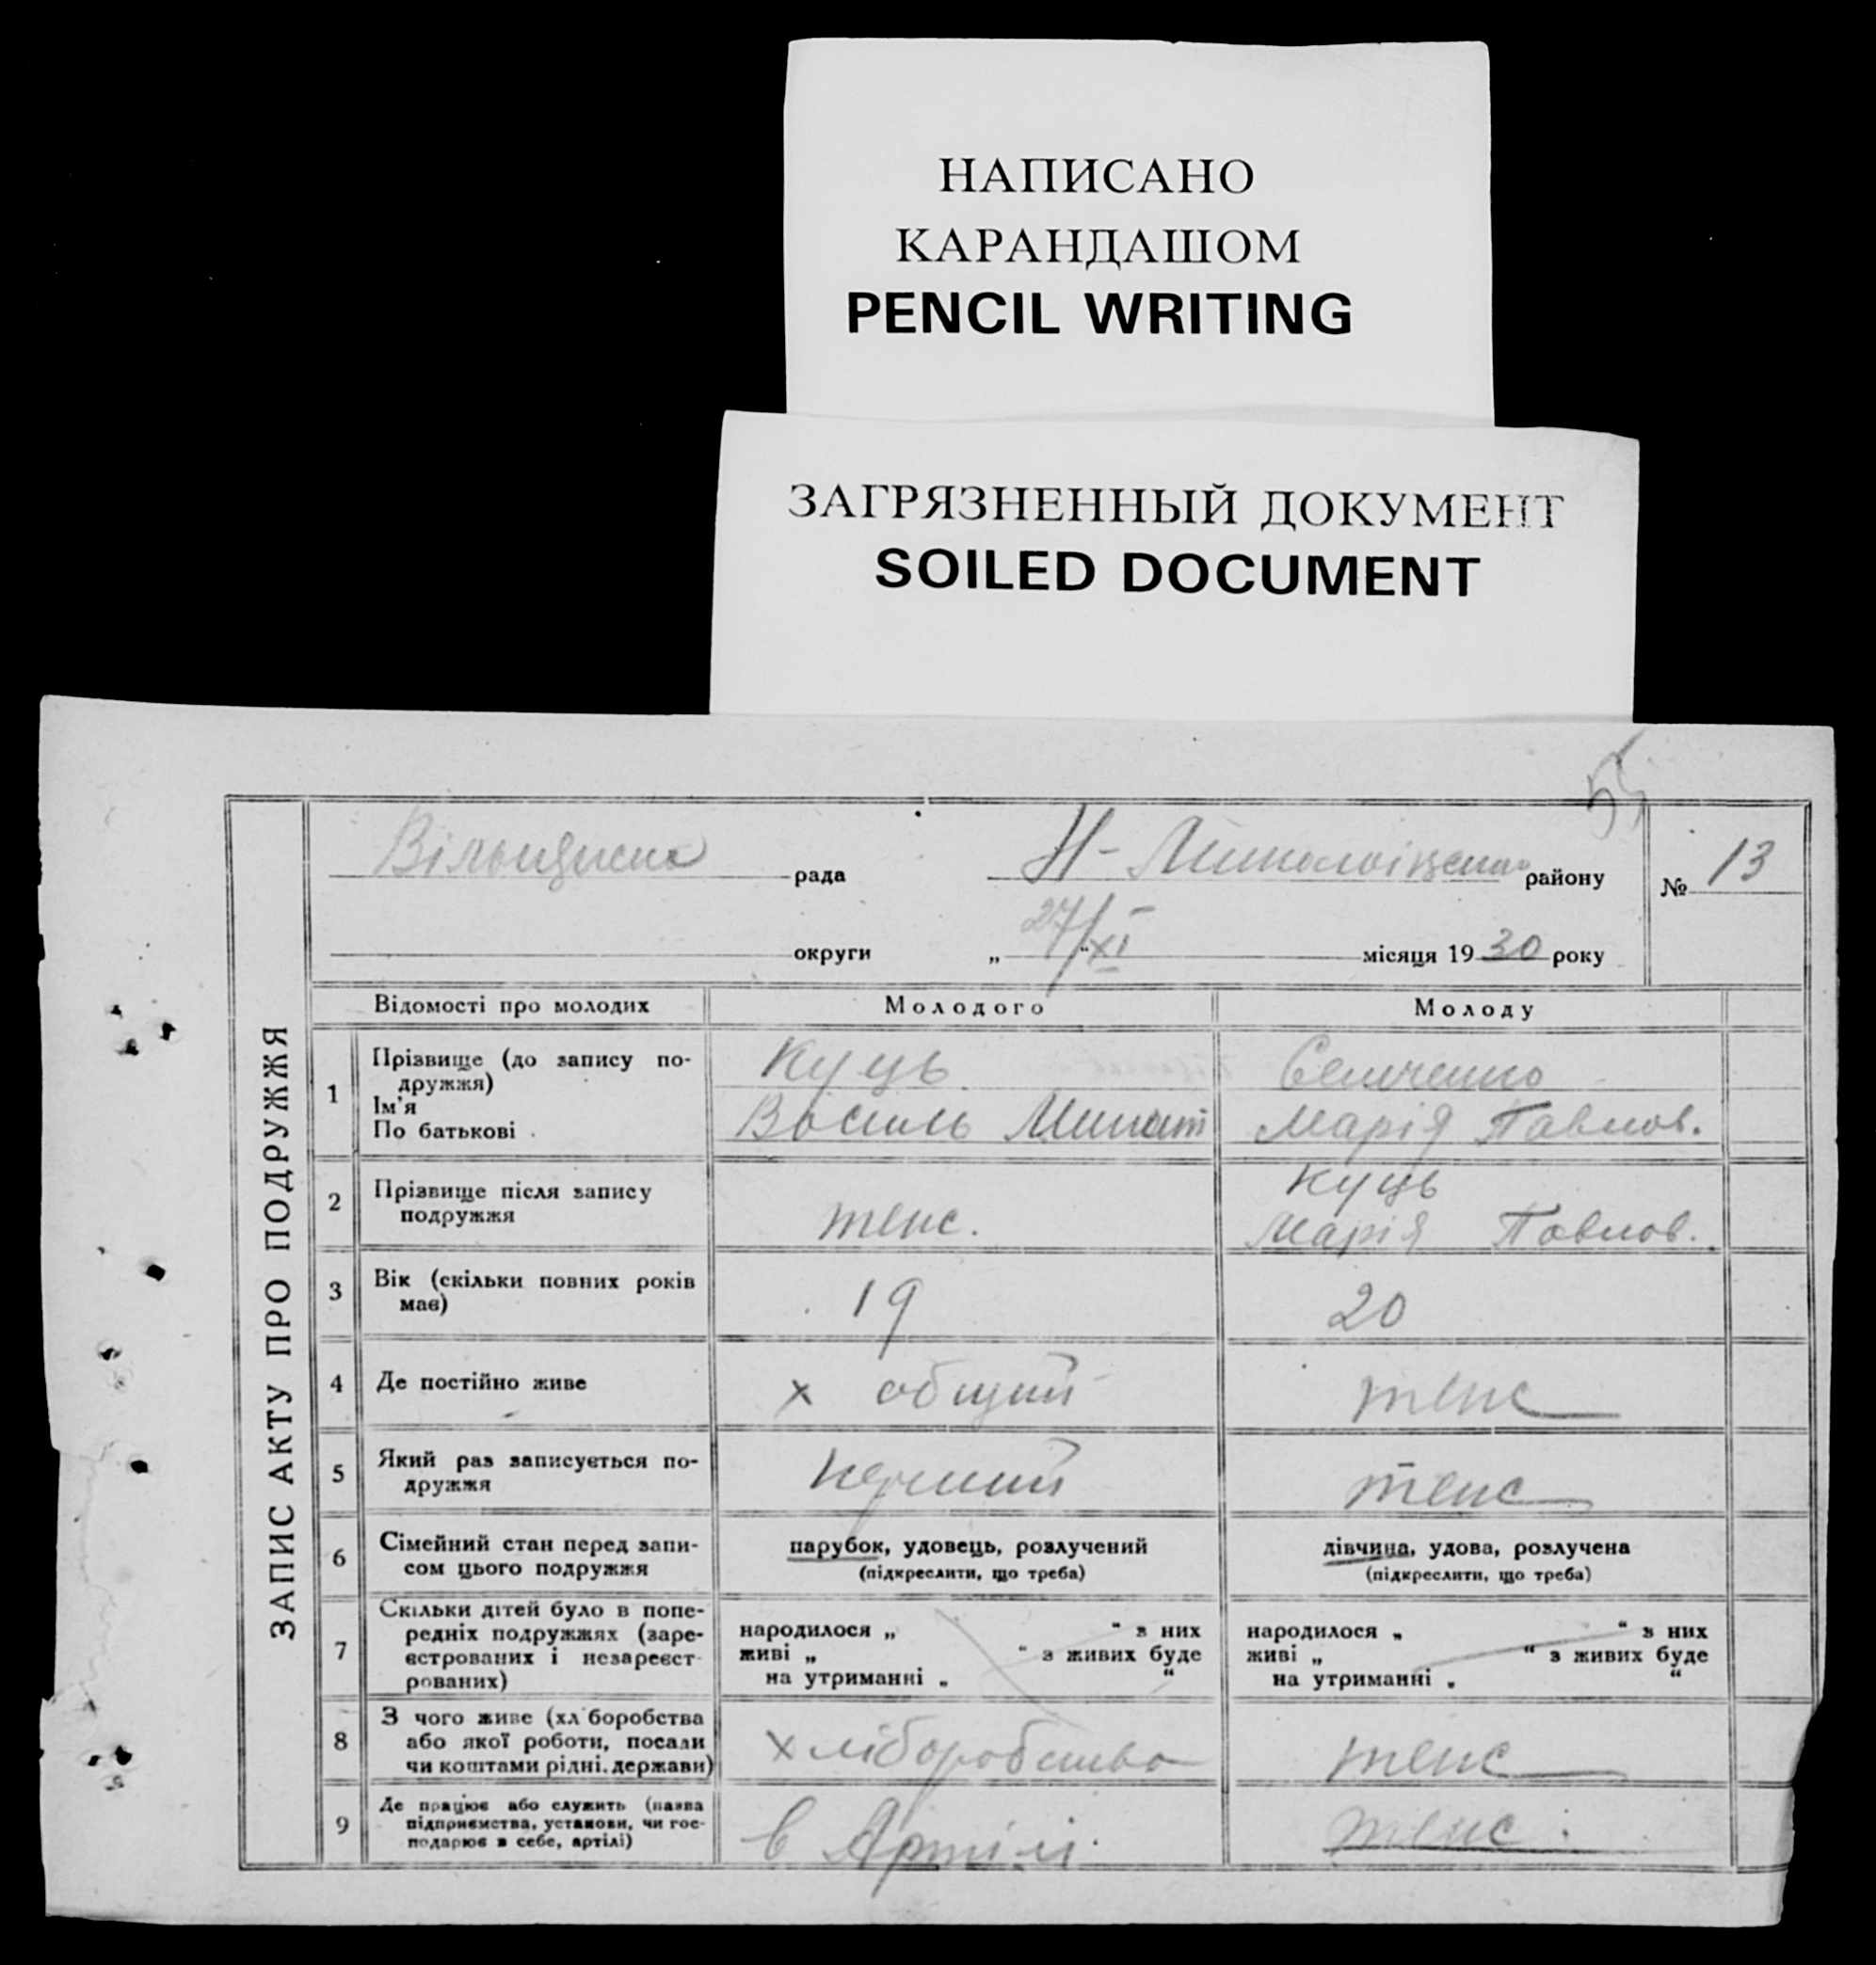 НАПИСАНО
КАРАНДАШОМ
PENCIL WRITING
ЗАГРЯЗНЕННЫЙ ДОКУМЕНТ
SOILED DOCUMENT
55
ЗАПИС АКТУ ПРО ПОДРУЖЖЯ
рада Н- району № 13
округи „ 27/XI “ місяця 1930 року
Відомості про молодих Молодого Молоду
1 Прізвище (до запису по-
дружжя) Куць Семченко
Ім'я
По батькові Василь Марія Павлов.
2 Прізвище після запису
подружжя теж. Куць
Марія Павлов.
3 Вік (скільки повних років
має) 19 20
4 Де постійно живе х теж
5 Який раз записується по-
дружжя перший теж
6 Сімейний стан перед запи-
сом цього подружжя
парубок, удовець, розлучений
(підкреслити, що треба)
дівчина, удова, розлучена
(підкреслити, що треба)
7 Скільки дітей було в попе-
редніх подружжях (заре-
єстрованих і незареєст-
рованих)
народилося „ “ з них
живі „ “ з живих буде
на утриманні „ “
народилося „ “ з них
живі „ “ з живих буде
на утриманні „ “
8 З чого живе (хліборобства
або якої роботи, посади
чи коштами рідні, держави)
хліборобство теж
9 Де працює або служить (назва
підприємства, установи, чи гос-
подарює в себе, артілі)
в Артілі. теж.